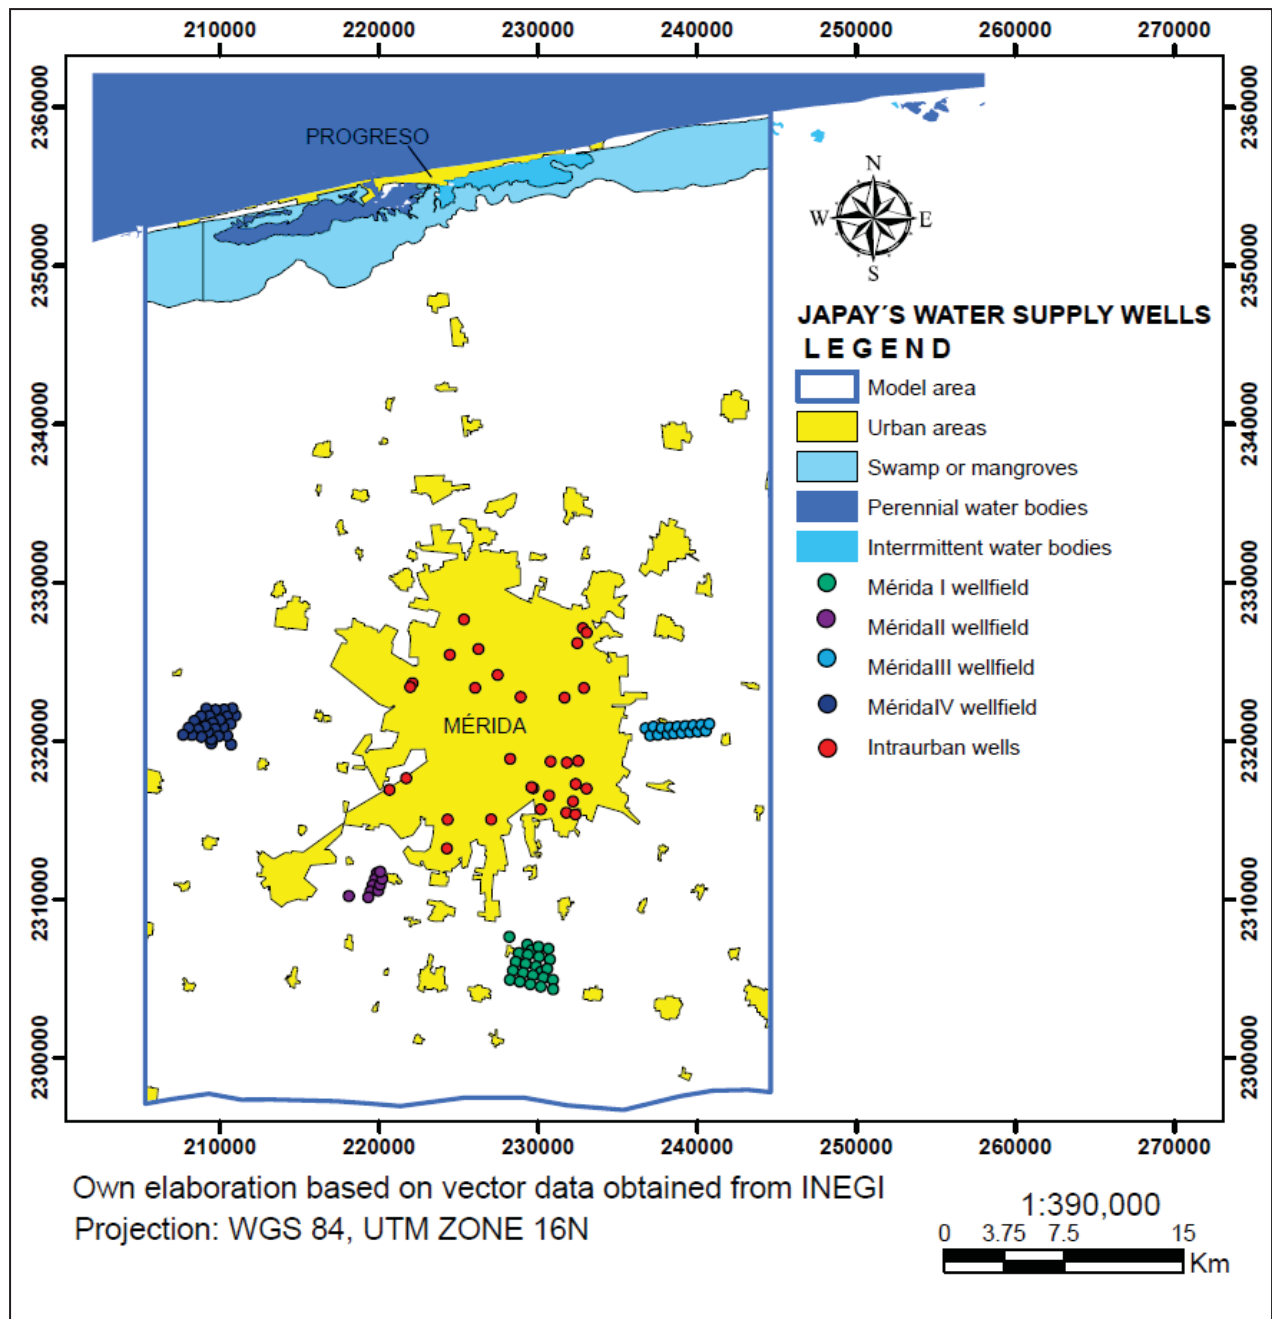 210000 220000 230000 240000 250000 260000 270000
2360000 2360000
PROGRESO
N
W E
S
2350000 2350000
JAPAY´S WATER SUPPLY WELLS
LEGEND
Model area
2340000 2340000
Urban areas
Swamp or mangroves
Perennial water bodies
Interrmittent water bodies
2330000 2330000
Mérida I wellfield
MéridaII wellfield
MéridaIII wellfield
MéridaIV wellfield
MÉRIDA
2320000 2320000
Intraurban wells
2310000 2310000
2300000 2300000
210000 220000 230000 240000 250000 260000 270000
Own elaboration based on vector data obtained from INEGI
Projection: WGS 84, UTM ZONE 16N
1:390,000
0 3.75 7.5 15
Km